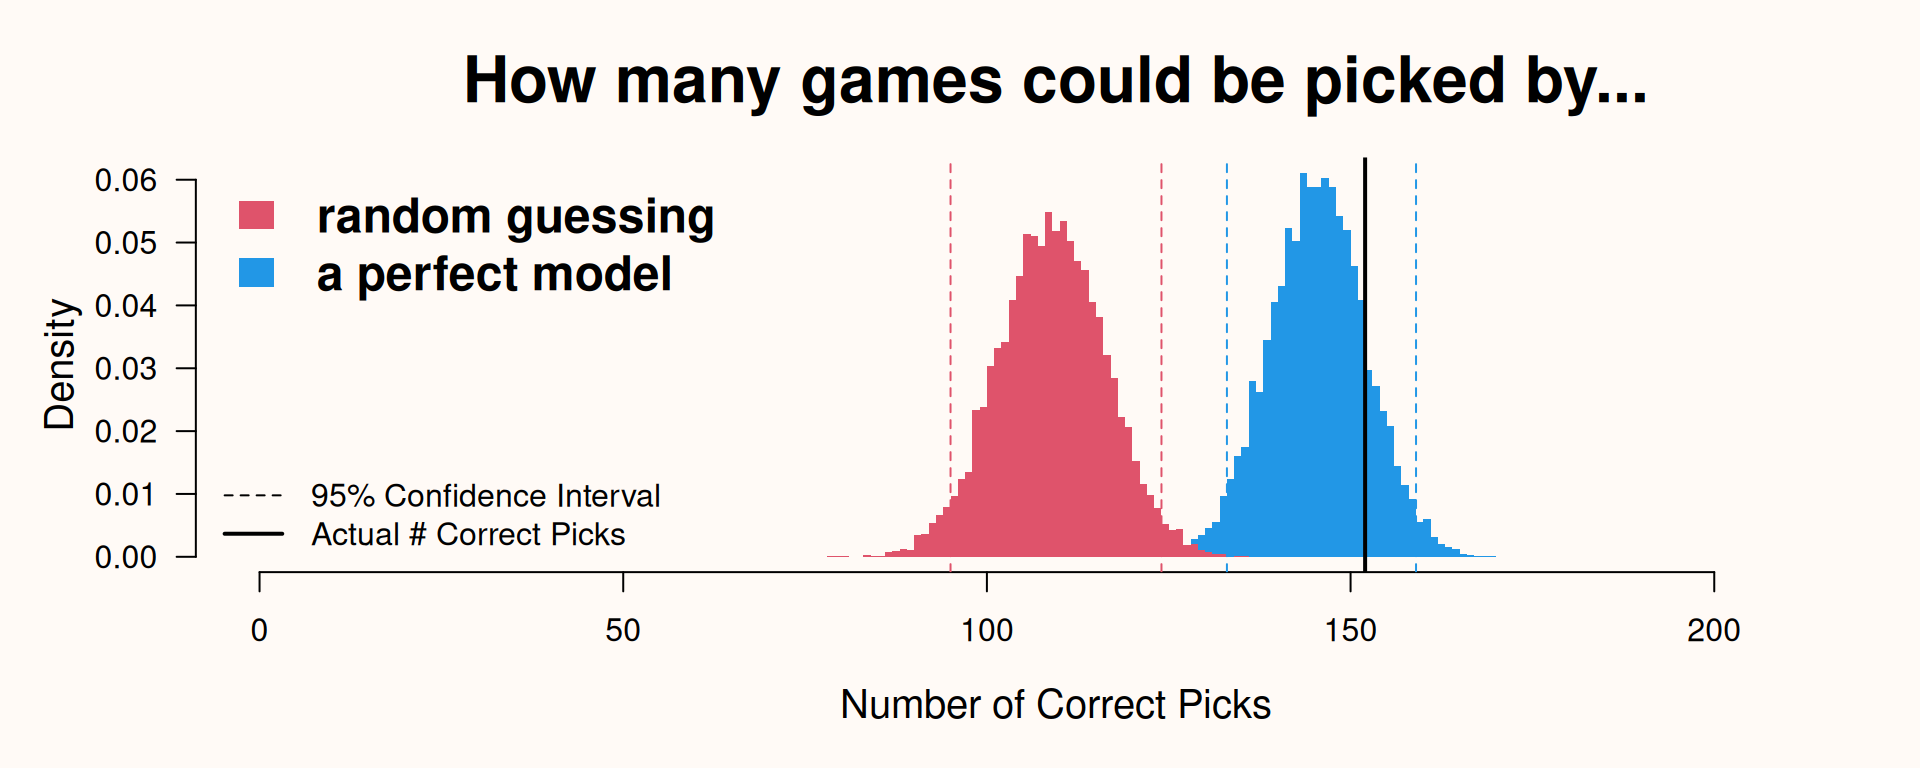 How many games could be picked by...
random guessing
a perfect model
95% Confidence Interval
Actual # Correct Picks
Density
0.06
0.05
0.04
0.03
0.02
0.01
0.00
0 50 100 150 200
Number of Correct Picks